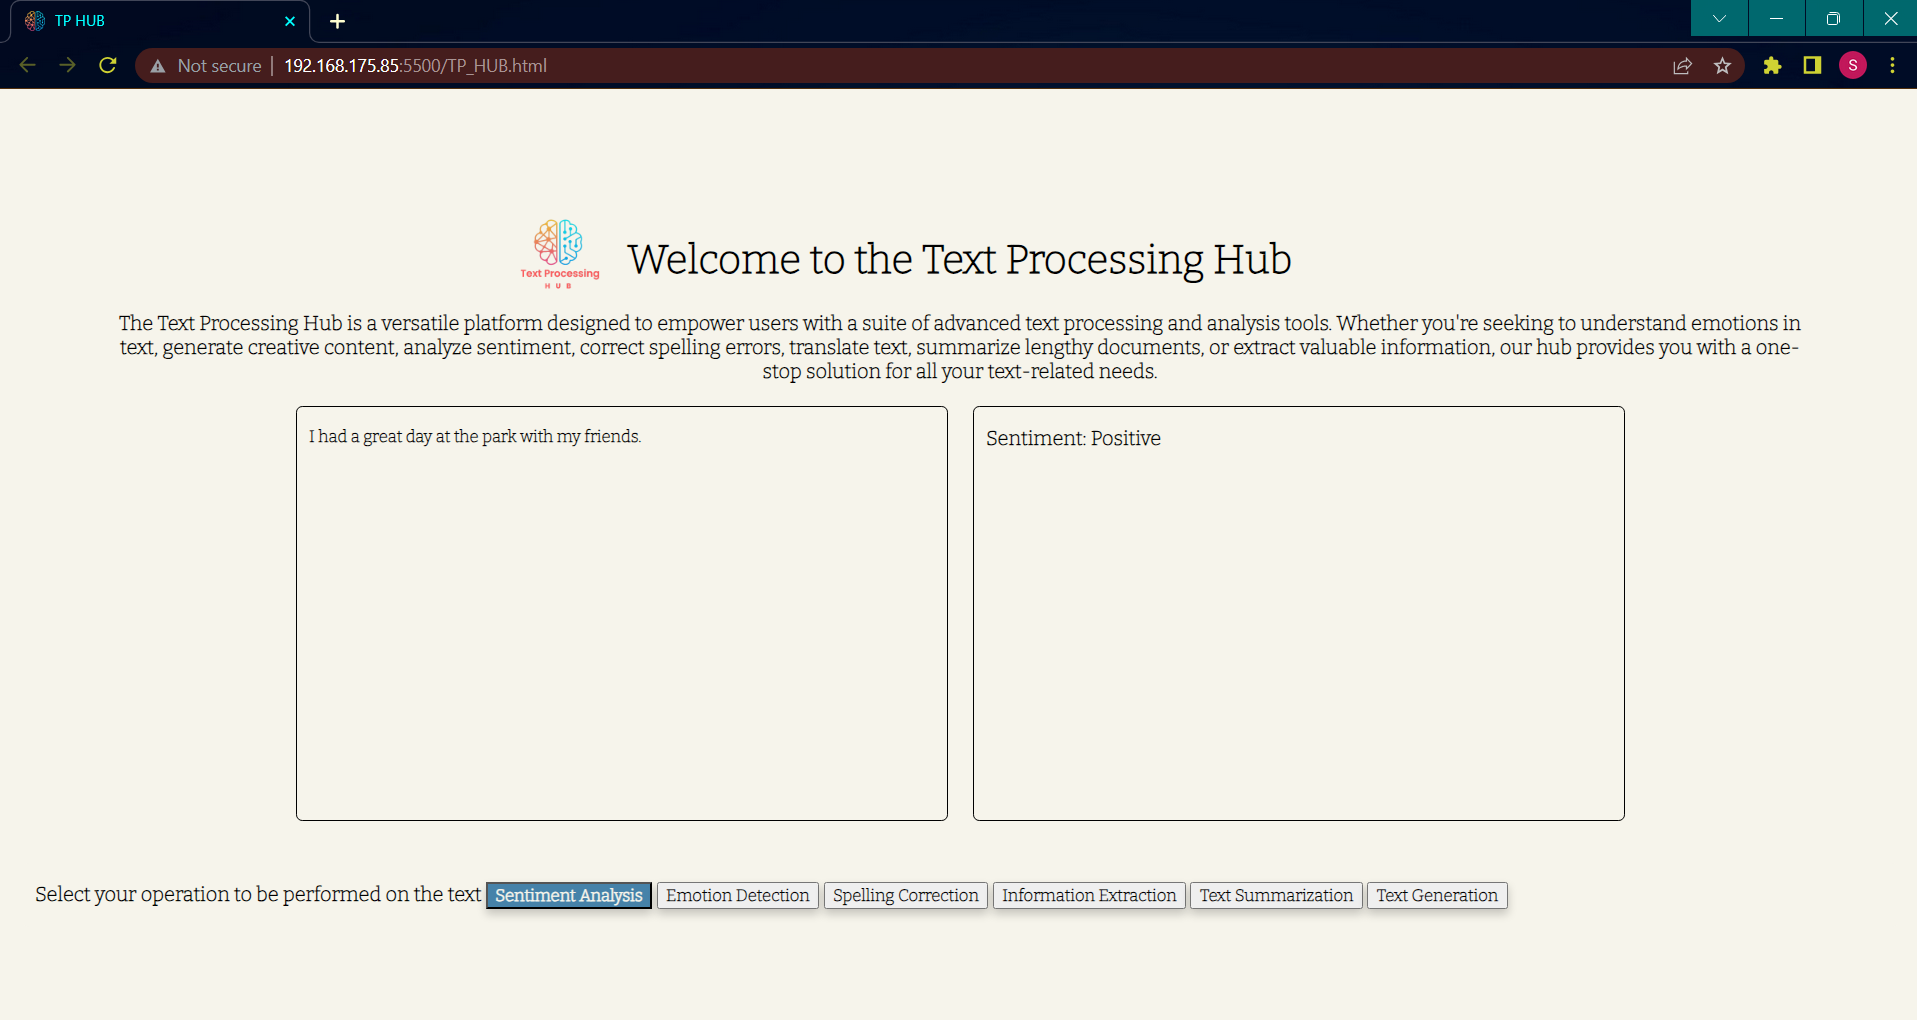 TP HUB
Not secure | 192.168.175.85:5500/TP_HUB.html
S
Text Processing
HUB
Welcome to the Text Processing Hub
The Text Processing Hub is a versatile platform designed to empower users with a suite of advanced text processing and analysis tools. Whether you're seeking to understand emotions in
text, generate creative content, analyze sentiment, correct spelling errors, translate text, summarize lengthy documents, or extract valuable information, our hub provides you with a one-
stop solution for all your text-related needs.
I had a great day at the park with my friends.
Sentiment: Positive
Select your operation to be performed on the text Sentiment Analysis Emotion Detection Spelling Correction Information Extraction Text Summarization Text Generation